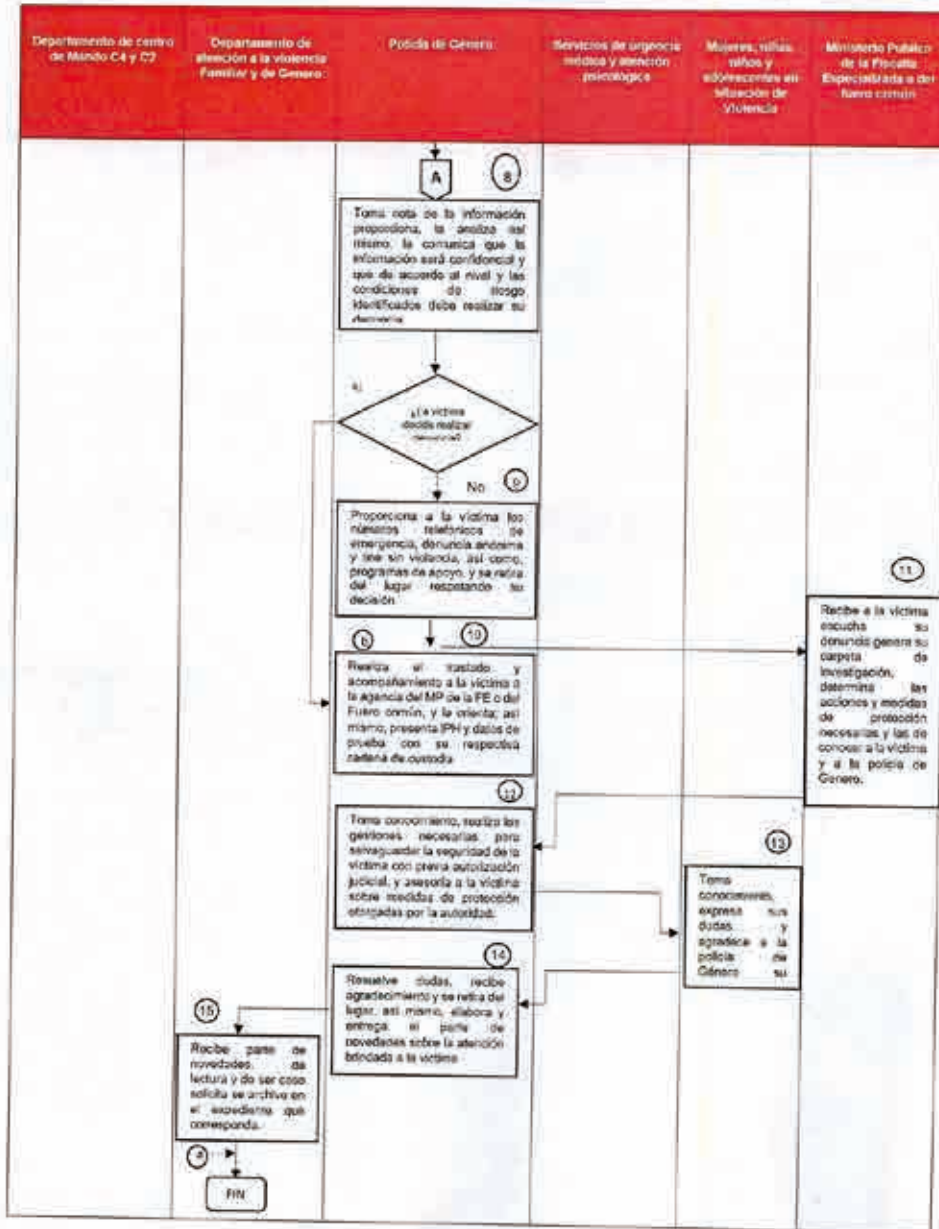 Departamento de centro
de Mando C4 y C2
Departamento de
atención a la violencia
Familiar y de Genero
Policía de Género
Servicios de urgencia
médica y atención
psicológica
Mujeres, niñas,
niños y
adolescentes en
situación de
Violencia
Ministerio Publico
de la Fiscalía
Especializada o del
fuero común
A
8
Toma nota de la información
proporciona, la analiza así
mismo, la comunica que la
información será confidencial y
que de acuerdo al nivel y las
condiciones de riesgo
identificados debe realizar su
denuncia
¿La víctima
decide realizar
No
9
Proporciona a la víctima los
números telefónicos de
emergencia, denuncia anónima
y line sin violencia, así como,
programas de apoyo, y se retira
del lugar respetando su
decisión
b
10
Realiza el traslado y
acompañamiento a la víctima a
la agencia del MP de la FE o del
Fuero común, y la orienta; así
mismo, presenta IPH y datos de
prueba con su respectiva
cadena de custodia
11
Recibe a la víctima
escucha su
denuncia genera su
carpeta de
investigación,
determina las
acciones y medidas
de protección
necesarias y las de
conocer a la víctima
y a la policía de
Genero.
12
Toma conocimiento, realiza las
gestiones necesarias para
salvaguardar la seguridad de la
víctima con previa autorización
judicial, y asesoría a la víctima
sobre medidas de protección
otorgadas por la autoridad.
13
Toma
conocimiento,
expresa sus
dudas y
agradece a la
policía de
Género su
14
Resuelve dudas, recibe
agradecimiento y se retira del
lugar, así mismo, elabora y
entrega el parte de
novedades sobre la atención
brindada a la víctima
15
Recibe parte de
novedades, da
lectura y de ser caso
solicita se archive en
el expediente que
corresponda.
FIN